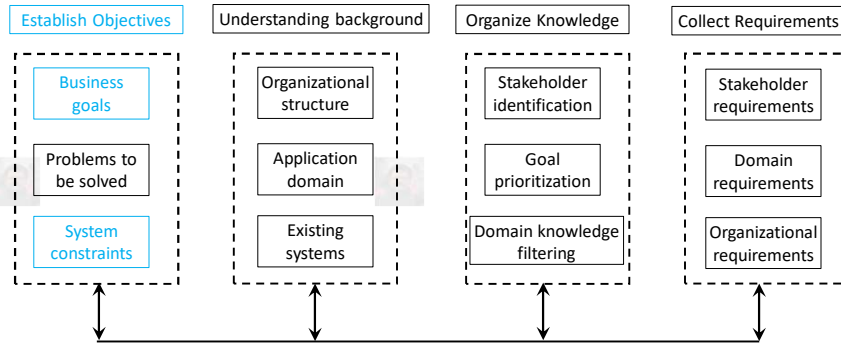 Establish Objectives
Understanding background
Organize Knowledge
Collect Requirements
Business
goals
Problems to
be solved
System
constraints
Organizational
structure
Application
domain
Existing
systems
Stakeholder
identification
Goal
prioritization
Domain knowledge
filtering
Stakeholder
requirements
Domain
requirements
Organizational
requirements